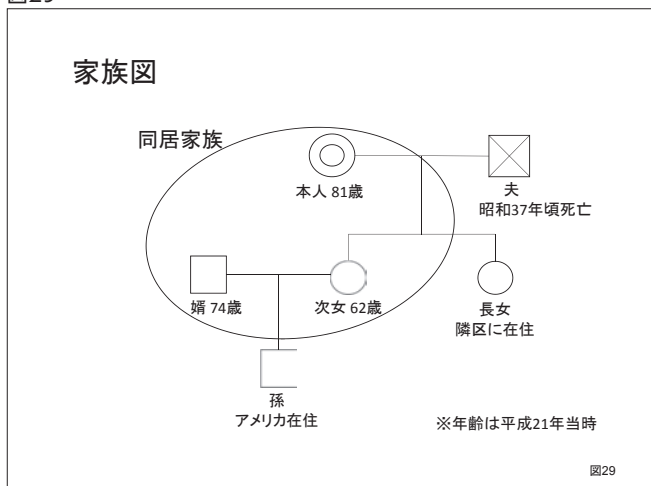 図29
家族図
同居家族
本人 81歳
夫
昭和37年頃死亡
婿 74歳
次女 62歳
長女
隣区に在住
孫
アメリカ在住
※年齢は平成21年当時
図29